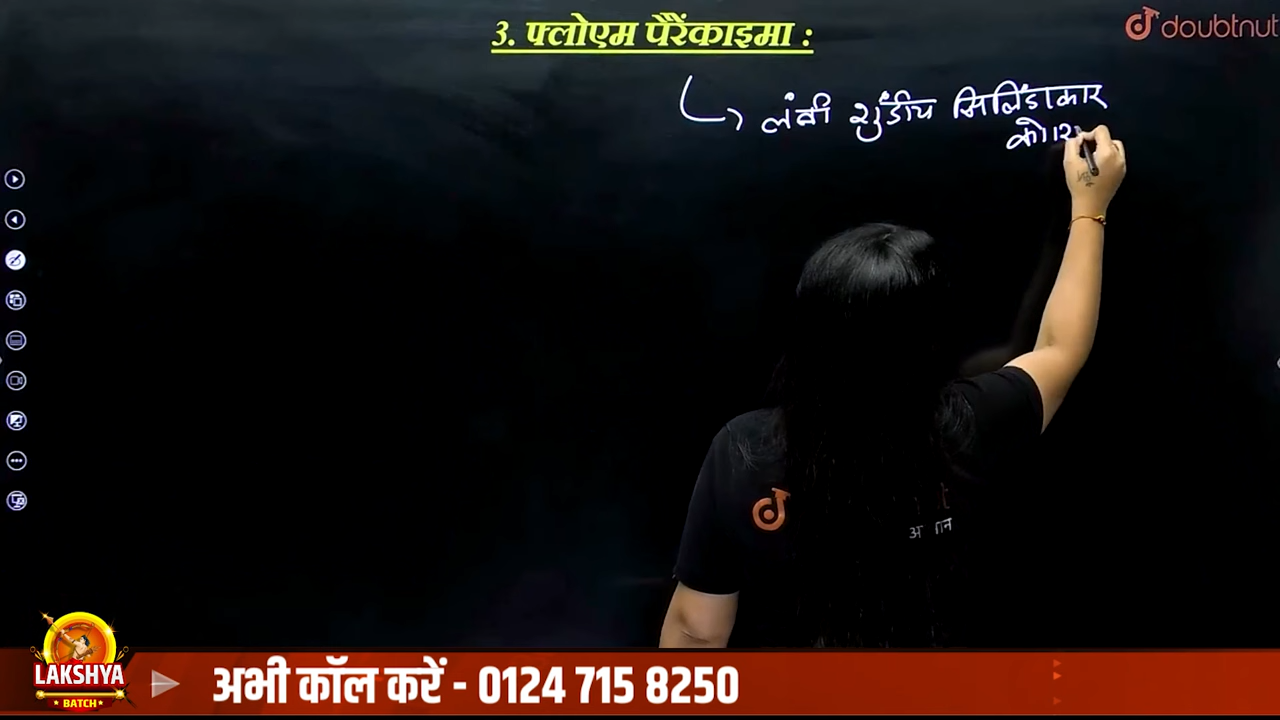 3. फ्लोएम पैरेंकाइमा :
doubtnut
लंबी शुंडीय सिलिंडाकार
LAKSHYA
BATCH
अभी कॉल करें - 0124 715 8250